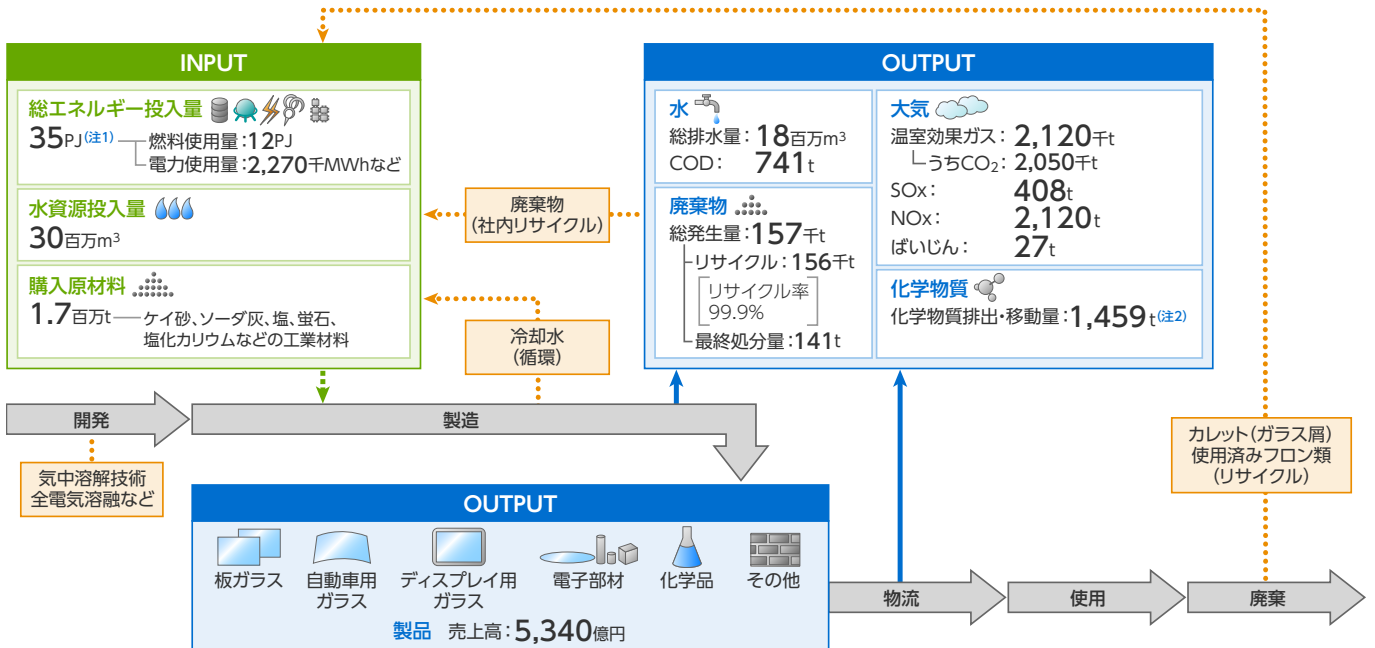 INPUT
総エネルギー投入量
35PJ(注1)
燃料使用量:12PJ
電力使用量:2,270千MWhなど
水資源投入量
30百万m³
購入原材料
1.7百万t
ケイ砂、ソーダ灰、塩、蛍石、
塩化カリウムなどの工業材料
廃棄物
(社内リサイクル)
冷却水
(循環)
OUTPUT
水
総排水量:18百万m³
COD: 741t
廃棄物
総発生量:157千t
リサイクル:156千t
リサイクル率
99.9%
最終処分量:141t
大気
温室効果ガス:2,120千t
うちCO₂:2,050千t
SOx: 408t
NOx: 2,120t
ばいじん: 27t
化学物質
化学物質排出・移動量:1,459t(注2)
開発
製造
気中溶解技術
全電気溶融など
カレット(ガラス屑)
使用済みフロン類
(リサイクル)
OUTPUT
板ガラス
自動車用
ガラス
ディスプレイ用
ガラス
電子部材
化学品
その他
製品 売上高:5,340億円
物流
使用
廃棄